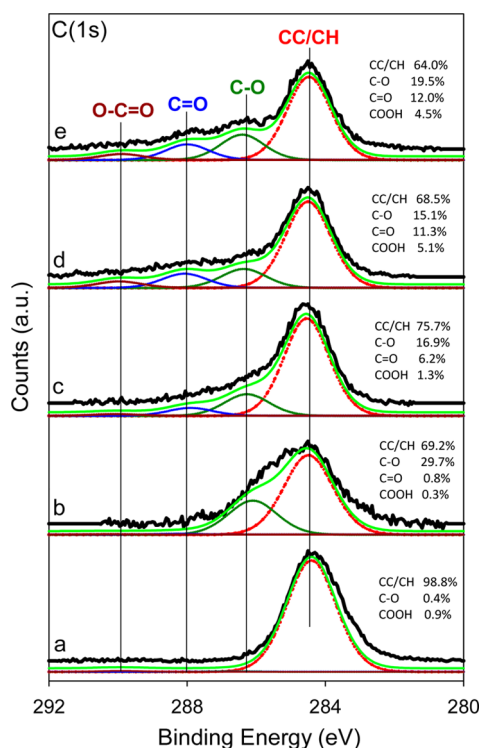 C(1s)
CC/CH
C-O
C=O
O-C=O
CC/CH 64.0%
C-O 19.5%
C=O 12.0%
COOH 4.5%
e
CC/CH 68.5%
C-O 15.1%
C=O 11.3%
COOH 5.1%
d
CC/CH 75.7%
C-O 16.9%
C=O 6.2%
COOH 1.3%
c
CC/CH 69.2%
C-O 29.7%
C=O 0.8%
COOH 0.3%
b
CC/CH 98.8%
C-O 0.4%
COOH 0.9%
a
Counts (a.u.)
292 288 284 280
Binding Energy (eV)